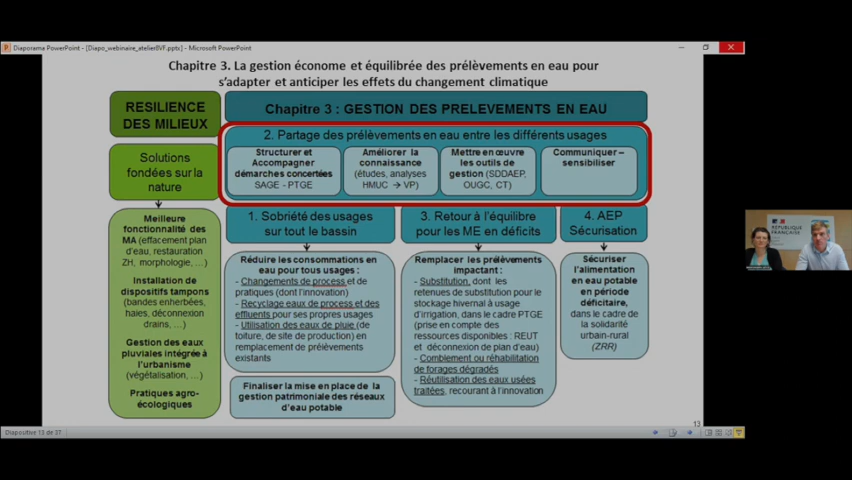 Diaporama PowerPoint - [Diapo_webinaire_atelierBVF.pptx] - Microsoft PowerPoint
Chapitre 3. La gestion économe et équilibrée des prélèvements en eau pour
s'adapter et anticiper les effets du changement climatique
RESILIENCE
DES MILIEUX
Chapitre 3 : GESTION DES PRELEVEMENTS EN EAU
2. Partage des prélèvements en eau entre les différents usages
Structurer et
Accompagner
démarches concertées
SAGE - PTGE
Améliorer la
connaissance
(études, analyses
HMUC → VP)
Mettre en œuvre
les outils de
gestion (SDDAEP,
OUGC, CT)
Communiquer –
sensibiliser
Solutions
fondées sur la
nature
1. Sobriété des usages
sur tout le bassin
3. Retour à l'équilibre
pour les ME en déficits
4. AEP
Sécurisation
Meilleure
fonctionnalité des
MA (effacement plan
d'eau, restauration
ZH, morphologie, ...)
Installation de
dispositifs tampons
(bandes enherbées,
haies, déconnexion
drains, ...)
Gestion des eaux
pluviales intégrée à
l'urbanisme
(végétalisation, ...)
Pratiques agro-
écologiques
Réduire les consommations en
eau pour tous usages :
- Changements de process et de
pratiques (dont l'innovation)
- Recyclage eaux de process et des
effluents pour ses propres usages
- Utilisation des eaux de pluie (de
toiture, de site de production) en
remplacement de prélèvements
existants
Finaliser la mise en place de la
gestion patrimoniale des réseaux
d'eau potable
Remplacer les prélèvements
impactant :
- Substitution, dont les
retenues de substitution pour le
stockage hivernal à usage
d'irrigation, dans le cadre PTGE
(prise en compte des
ressources disponibles : REUT
et déconnexion de plan d'eau)
- Complément ou réhabilitation
de forages dégradés
- Réutilisation des eaux usées
traitées, recourant à l'innovation
Sécuriser
l'alimentation
en eau potable
en période
déficitaire,
dans le cadre de
la solidarité
urbain-rural
(ZRR)
13
Diapositive 13 de 37
RÉPUBLIQUE
FRANÇAISE